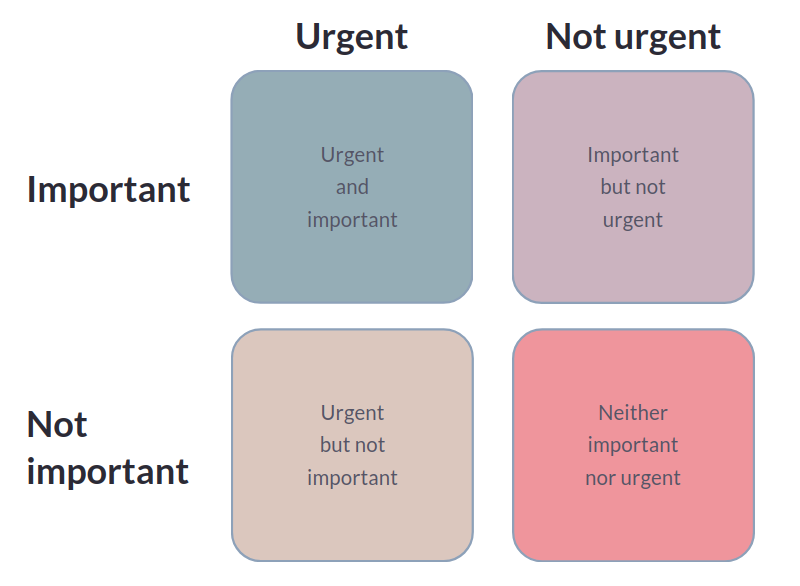 Urgent
Not urgent
Important
Urgent
and
important
Important
but not
urgent
Not
important
Urgent
but not
important
Neither
important
nor urgent